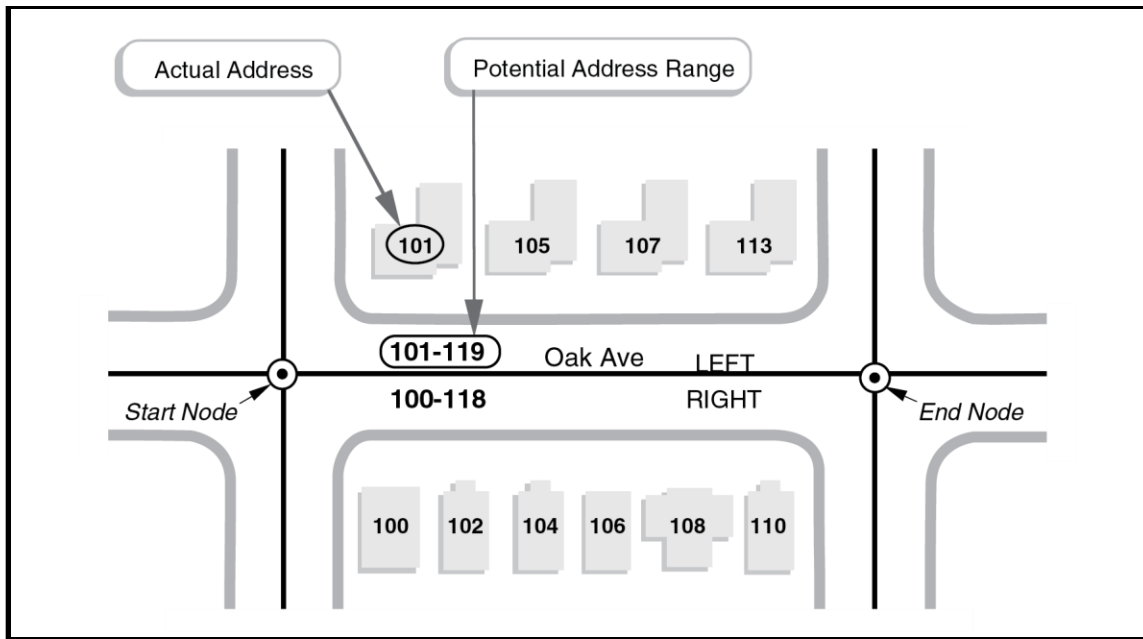 Actual Address
Potential Address Range
101
105
107
113
101-119
Oak Ave
LEFT
Start Node
100-118
RIGHT
End Node
100
102
104
106
108
110